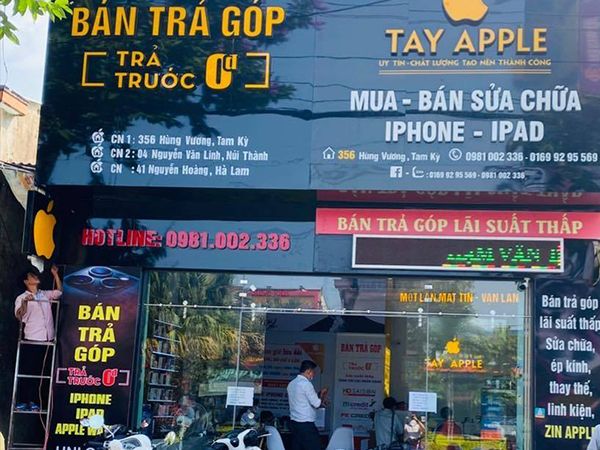 BÁN TRẢ GÓP
TRẢ TRƯỚC 0đ
CN 1 : 356 Hùng Vương, Tam Kỳ
CN 2 : 04 Nguyễn Văn Linh, Núi Thành
CN : 41 Nguyễn Hoàng, Hà Lam
TAY APPLE
UY TÍN-CHẤT LƯỢNG TẠO NÊN THÀNH CÔNG
MUA - BÁN SỬA CHỮA
IPHONE - IPAD
356 Hùng Vương, Tam Kỳ 0981 002 336 - 0169 92 95 569
0169 92 95 569 - 0981 002 336
HOTLINE: 0981.002.336
BÁN TRẢ GÓP LÃI SUẤT THẤP
BÁN
TRẢ
GÓP
TRẢ
TRƯỚC 0đ
IPHONE
IPAD
MỘT LẦN MẤT TÍN - VẠN LẦN
TAY APPLE
BÁN TRẢ GÓP
TRẢ
TRƯỚC 0đ
Bán trả góp
lãi suất thấp
Sửa chữa,
ép kính,
thay thế,
linh kiện,
ZIN APPLE